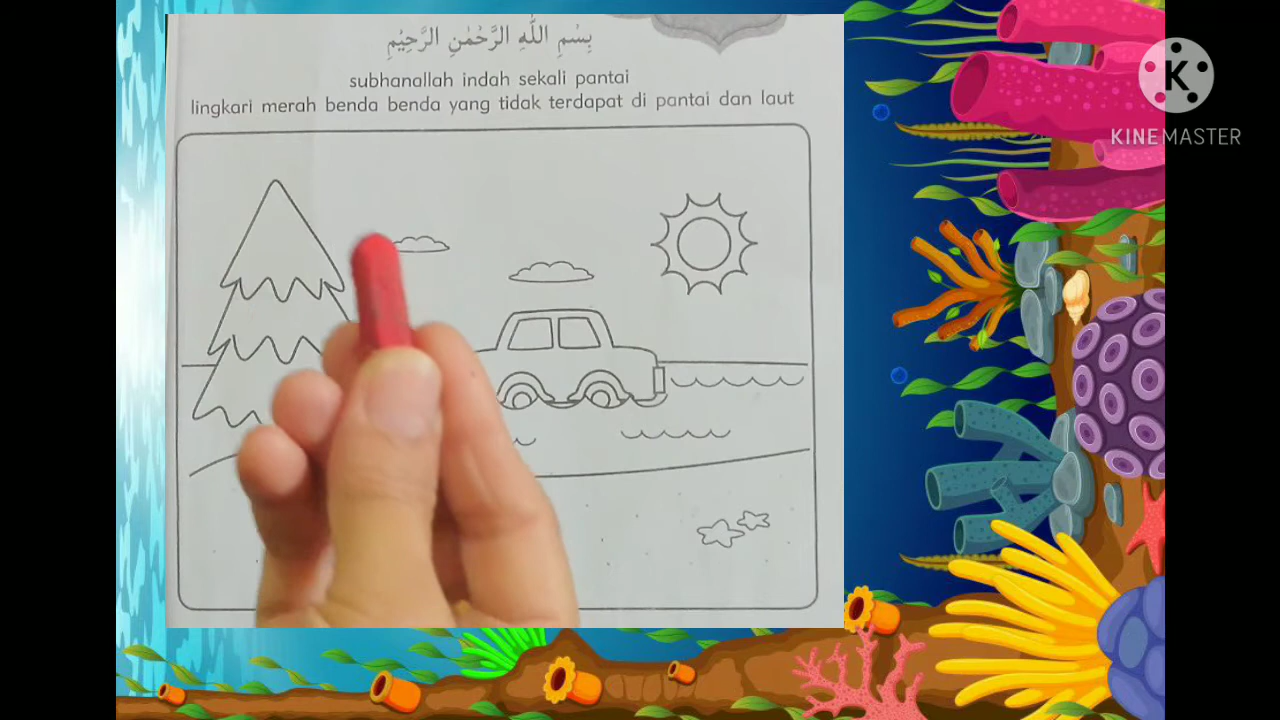 بِسْمِ اللّٰهِ الرَّحْمٰنِ الرَّحِيْمِ
subhanallah indah sekali pantai
lingkari merah benda benda yang tidak terdapat di pantai dan laut
K
KINEMASTER